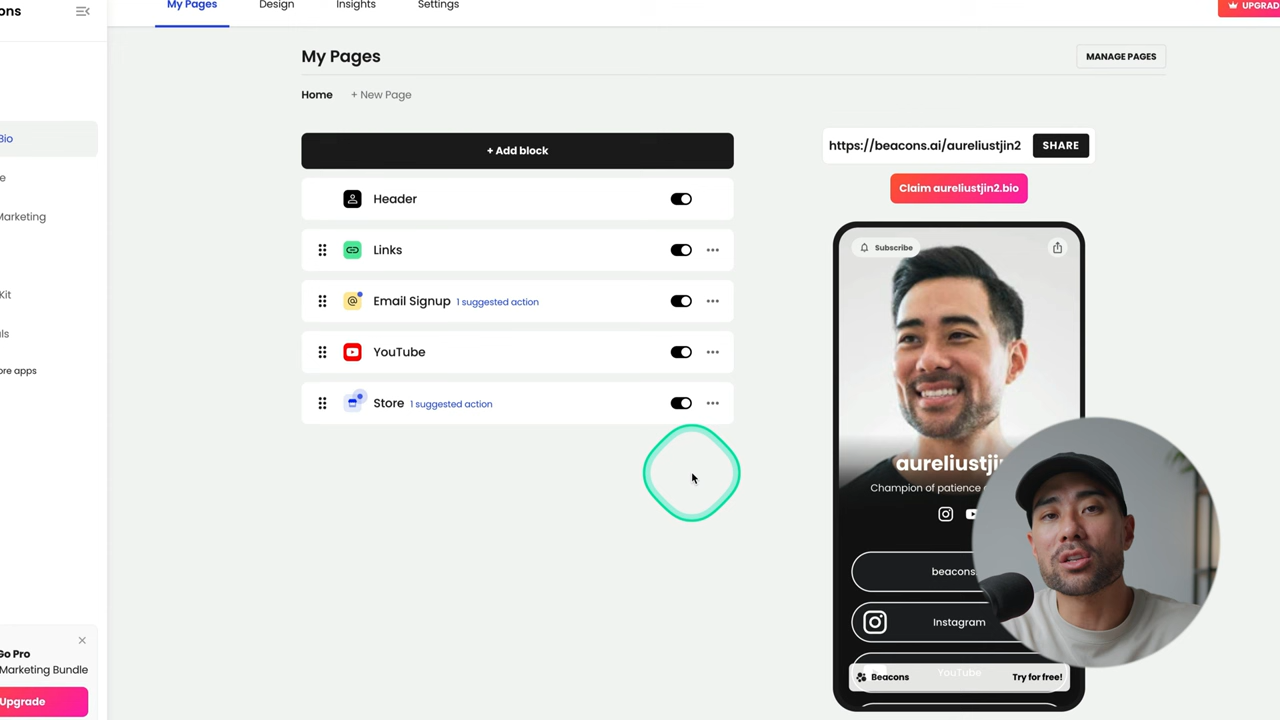 ons
My Pages
Design
Insights
Settings
UPGRAD
My Pages
MANAGE PAGES
Home
+ New Page
Bio
e
Marketing
Kit
ls
ore apps
+ Add block
Header
Links
Email Signup 1 suggested action
YouTube
Store 1 suggested action
https://beacons.ai/aureliustjin2
SHARE
Claim aureliustjin2.bio
Subscribe
aureliustjin
Champion of patience
beacons.
Instagram
YouTube
Beacons
Try for free!
Go Pro
Marketing Bundle
Upgrade